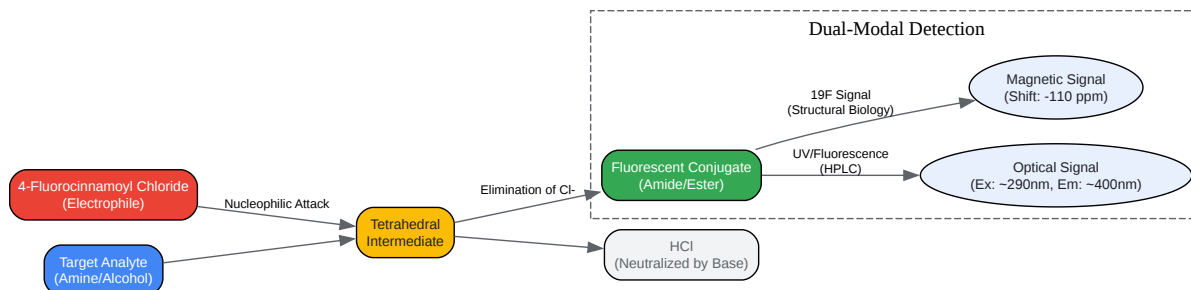 Dual-Modal Detection
Magnetic Signal
(Shift: -110 ppm)
19F Signal
(Structural Biology)
Fluorescent Conjugate
(Amide/Ester)
UV/Fluorescence
(HPLC)
Optical Signal
(Ex: ~290nm, Em: ~400nm)
4-Fluorocinnamoyl Chloride
(Electrophile)
Nucleophilic Attack
Elimination of Cl-
Tetrahedral
Intermediate
Target Analyte
(Amine/Alcohol)
HCl
(Neutralized by Base)